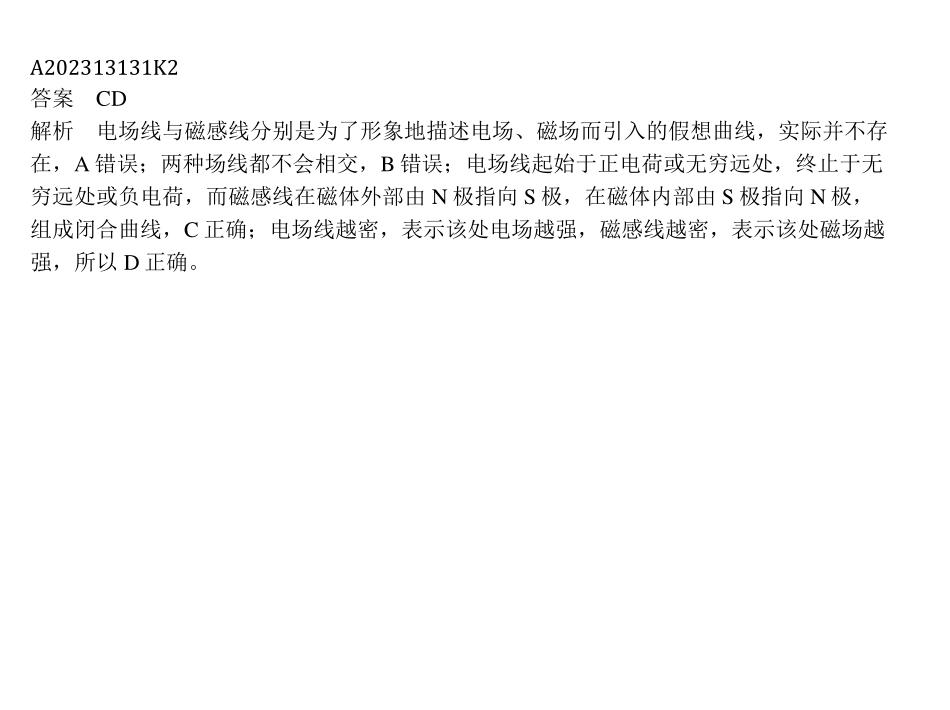 A202313131K2
答案　CD
解析　电场线与磁感线分别是为了形象地描述电场、磁场而引入的假想曲线，实际并不存
在，A 错误；两种场线都不会相交，B 错误；电场线起始于正电荷或无穷远处，终止于无
穷远处或负电荷，而磁感线在磁体外部由 N 极指向 S 极，在磁体内部由 S 极指向 N 极，
组成闭合曲线，C 正确；电场线越密，表示该处电场越强，磁感线越密，表示该处磁场越
强，所以 D 正确。